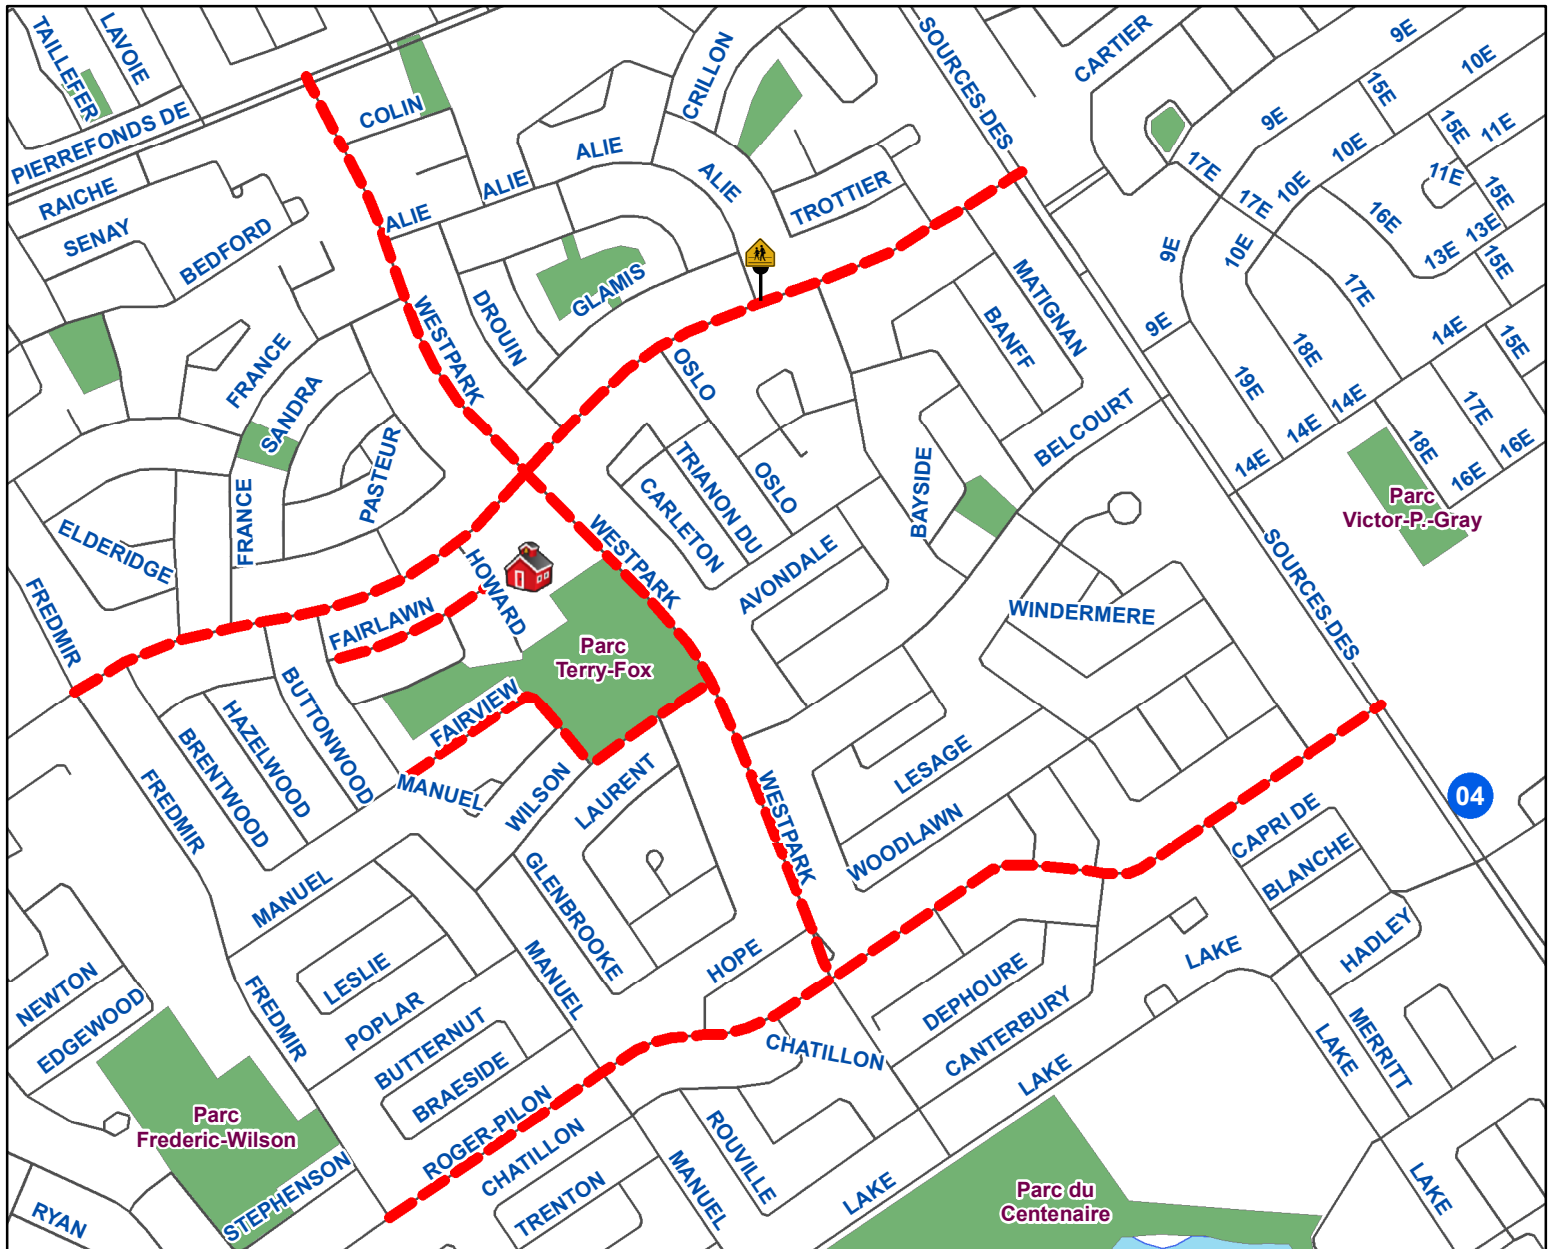 TAILLEFER
LAVOIE
PIERREFONDS DE
COLIN
CRILLON
SOURCES-DES
CARTIER
9E
10E
15E
9E
15E
11E
10E
17E
11E
15E
10E
17E
16E
13E
13E
15E
9E
10E
17E
RAICHE
SENAY
BEDFORD
ALIE
ALIE
ALIE
ALIE
TROTTIER
GLAMIS
WESTPARK
DROUIN
MATIGNAN
BANFF
9E
14E
15E
18E
19E
14E
17E
14E
14E
18E
16E
16E
FRANCE
SANDRA
PASTEUR
OSLO
BELCOURT
Parc
Victor-P.-Gray
ELDERIDGE
FRANCE
TRIANON DU
CARLETON
OSLO
BAYSIDE
SOURCES-DES
HOWARD
WESTPARK
AVONDALE
WINDERMERE
FREDMIR
FAIRLAWN
Parc
Terry-Fox
BUTTONWOOD
HAZELWOOD
BRENTWOOD
FAIRVIEW
MANUEL
WILSON
LAURENT
WESTPARK
LESAGE
WOODLAWN
04
CAPRI DE
BLANCHE
HADLEY
FREDMIR
MANUEL
GLENBROOKE
LESLIE
POPLAR
MANUEL
HOPE
LAKE
NEWTON
EDGEWOOD
FREDMIR
BUTTERNUT
BRAESIDE
DEPHOURE
CANTERBURY
CHATILLON
LAKE
LAKE
MERRITT
Parc
Frederic-Wilson
ROGER-PILON
CHATILLON
ROUVILLE
MANUEL
TRENTON
STEPHENSON
RYAN
LAKE
Parc du
Centenaire
LAKE